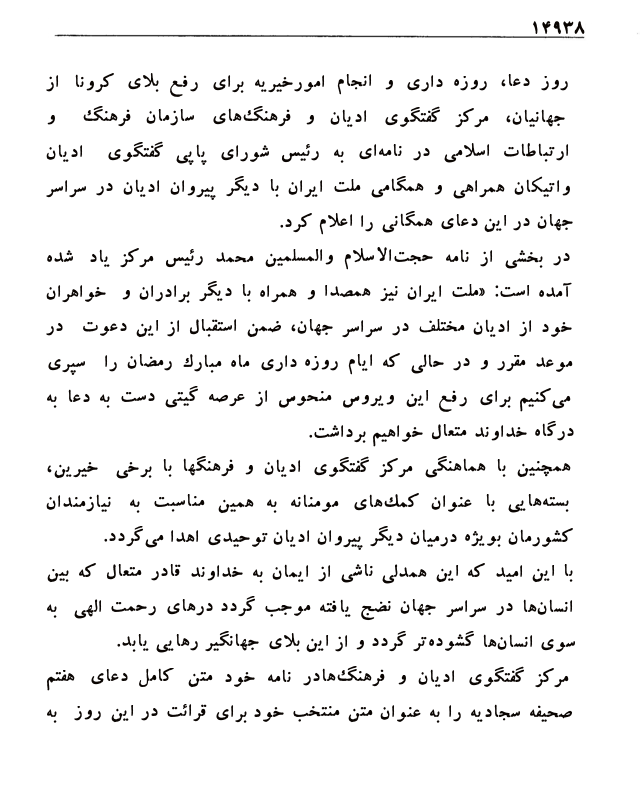 ۱۴۹۳۸
روز دعا، روزه داری و انجام امورخیریه برای رفع بلای کرونا از
جهانیان، مرکز گفتگوی ادیان و فرهنگ‌های سازمان فرهنگ و
ارتباطات اسلامی در نامه‌ای به رئیس شورای پاپی گفتگوی ادیان
واتیکان همراهی و همگامی ملت ایران با دیگر پیروان ادیان در سراسر
جهان در این دعای همگانی را اعلام کرد.
در بخشی از نامه حجت‌الاسلام والمسلمین محمد رئیس مرکز یاد شده
آمده است: «ملت ایران نیز همصدا و همراه با دیگر برادران و خواهران
خود از ادیان مختلف در سراسر جهان، ضمن استقبال از این دعوت در
موعد مقرر و در حالی که ایام روزه داری ماه مبارك رمضان را سپری
می‌کنیم برای رفع این ویروس منحوس از عرصه گیتی دست به دعا به
درگاه خداوند متعال خواهیم برداشت.
همچنین با هماهنگی مرکز گفتگوی ادیان و فرهنگها با برخی خیرین،
بسته‌هایی با عنوان کمك‌های مومنانه به همین مناسبت به نیازمندان
کشورمان بویژه درمیان دیگر پیروان ادیان توحیدی اهدا می‌گردد.
با این امید که این همدلی ناشی از ایمان به خداوند قادر متعال که بین
انسان‌ها در سراسر جهان نضج یافته موجب گردد درهای رحمت الهی به
سوی انسان‌ها گشوده‌تر گردد و از این بلای جهانگیر رهایی یابد.
مرکز گفتگوی ادیان و فرهنگ‌هادر نامه خود متن کامل دعای هفتم
صحیفه سجادیه را به عنوان متن منتخب خود برای قرائت در این روز به